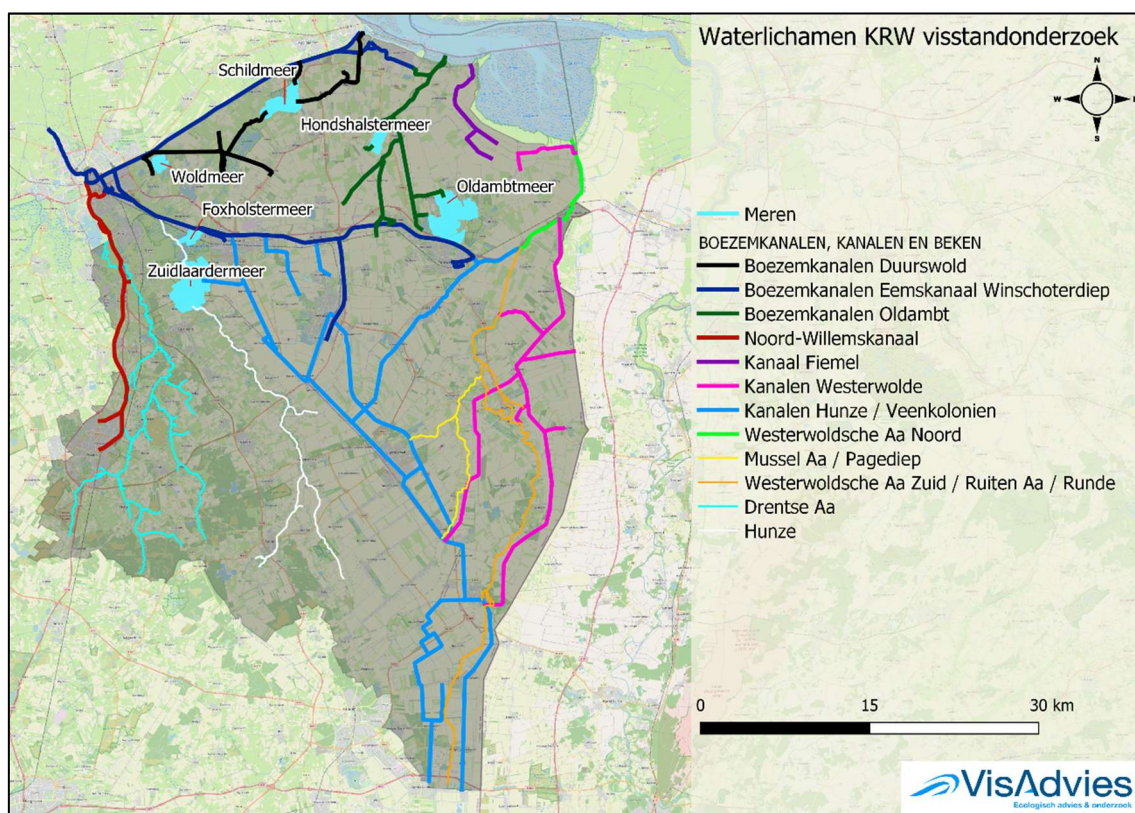 Waterlichamen KRW visstandonderzoek
N
W
E
S
Schildmeer
Hondshalstermeer
Woldmeer
Oldambtmeer
Foxholstermeer
Zuidlaardermeer
Meren
BOEZEMKANALEN, KANALEN EN BEKEN
Boezemkanalen Duurswold
Boezemkanalen Eemskanaal Winschoterdiep
Boezemkanalen Oldambt
Noord-Willemskanaal
Kanaal Fiemel
Kanalen Westerwolde
Kanalen Hunze / Veenkolonien
Westerwoldsche Aa Noord
Mussel Aa / Pagediep
Westerwoldsche Aa Zuid / Ruiten Aa / Runde
Drentse Aa
Hunze
0 15 30 km
VisAdvies
Ecologisch advies & onderzoek